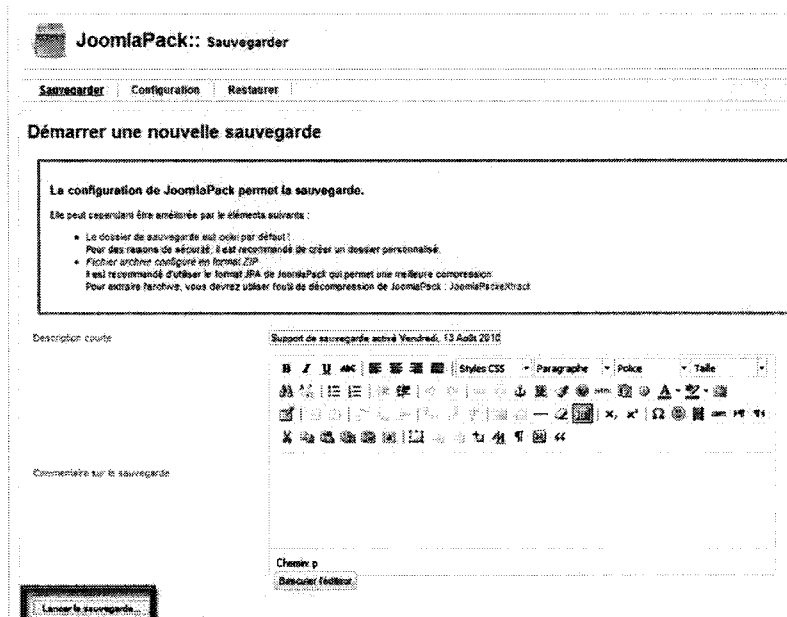 JoomlaPack:: Sauvegarder
Sauvegarder Configuration Restaurer
Démarrer une nouvelle sauvegarde
La configuration de JoomlaPack permet la sauvegarde.
Elle peut cependant être améliorée par le éléments suivants :
Le dossier de sauvegarde est celui par défaut !
Pour des raisons de sécurité, il est recommandé de créer un dossier personnalisé.
Fichier archive configuré en format ZIP
Il est recommandé d'utiliser le format JPA de JoomlaPack qui permet une meilleure compression
Pour extraire l'archive, vous devrez utiliser l'outil de décompression de JoomlaPack : JoomlaPackeXtract
Description courte
Support de sauvegarde activé Vendredi, 13 Août 2010
B I U ABC Styles CSS Paragraphe Police Taille
HTML A
x, x² Ω
¶ “
Commentaire sur la sauvegarde
Chemin: p
Basculer l'éditeur
Lancer la sauvegarde...